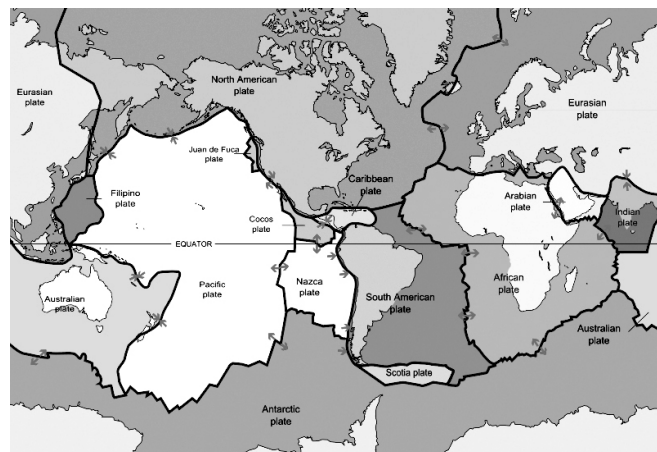 North American
plate
Eurasian
plate
Eurasian
plate
Juan de Fuca
plate
Caribbean
plate
Filipino
plate
Arabian
plate
Indian
plate
Cocos
plate
EQUATOR
Pacific
plate
Nazca
plate
African
plate
South American
plate
Australian
plate
Australian
plate
Scotia plate
Antarctic
plate